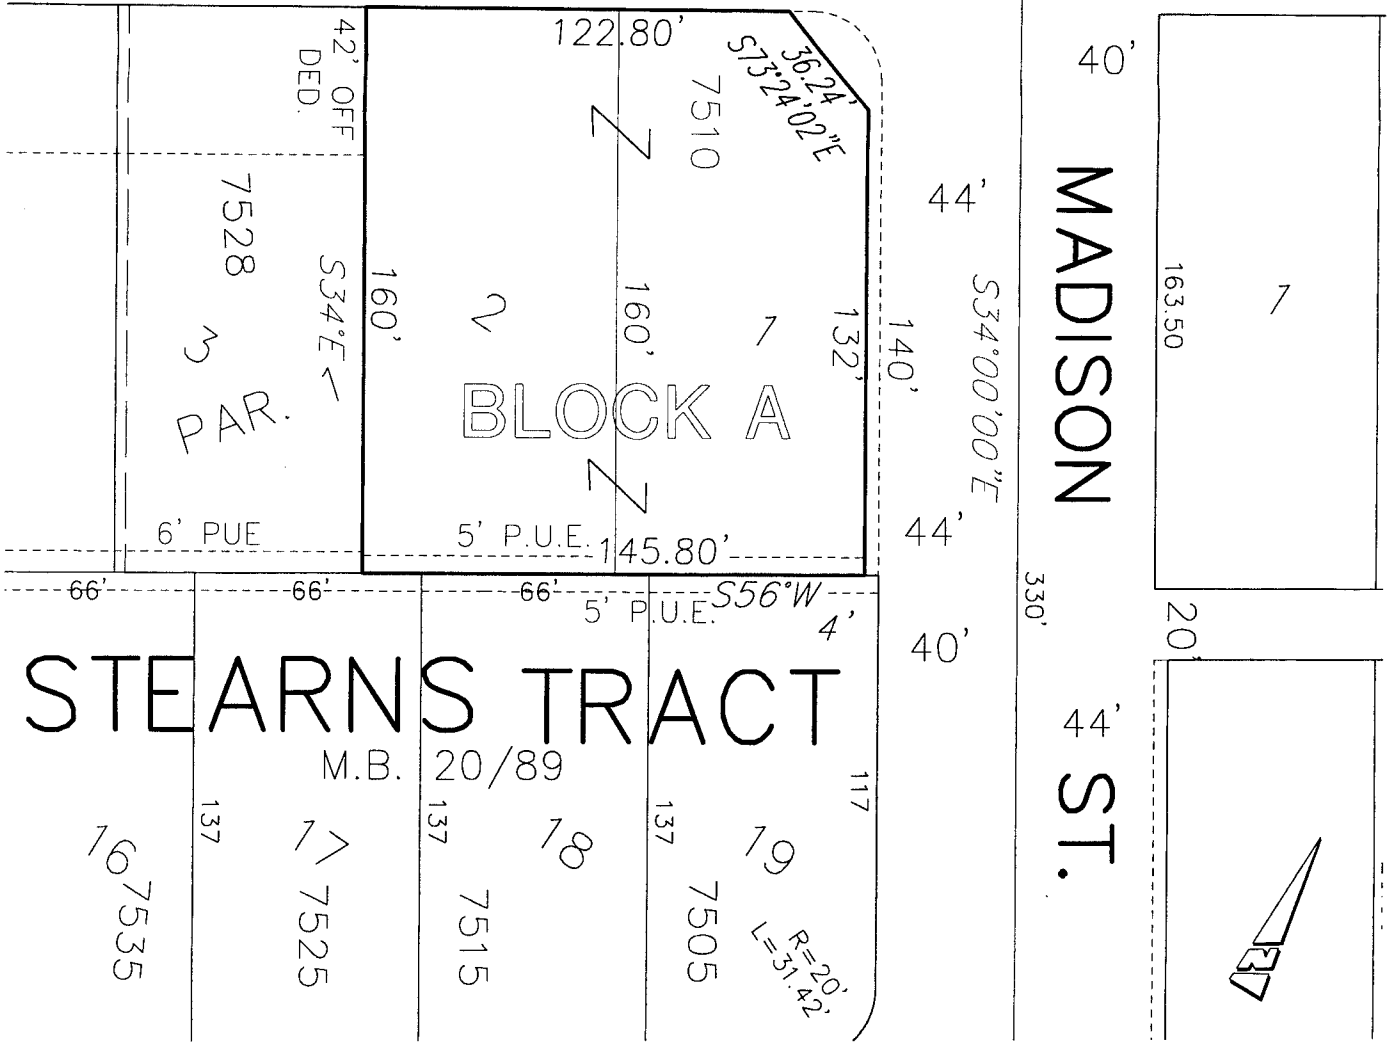 42' OFF
DED.
122.80'
36.24'
S73°24'02"E
7510
40'
44'
MADISON
ST.
7528
S34°E
160'
2
160'
1
132'
140'
S34°00'00"E
163.50
1
3
PAR.
BLOCK A
6' PUE
5' P.U.E.
145.80'
44'
66'
66'
66'
5' P.U.E.
S56°W
4'
330'
20'
40'
STEARNS TRACT
M.B. 20/89
44'
137
137
137
117
16
17
18
19
7535
7525
7515
7505
R=20'
L=31.42'
N